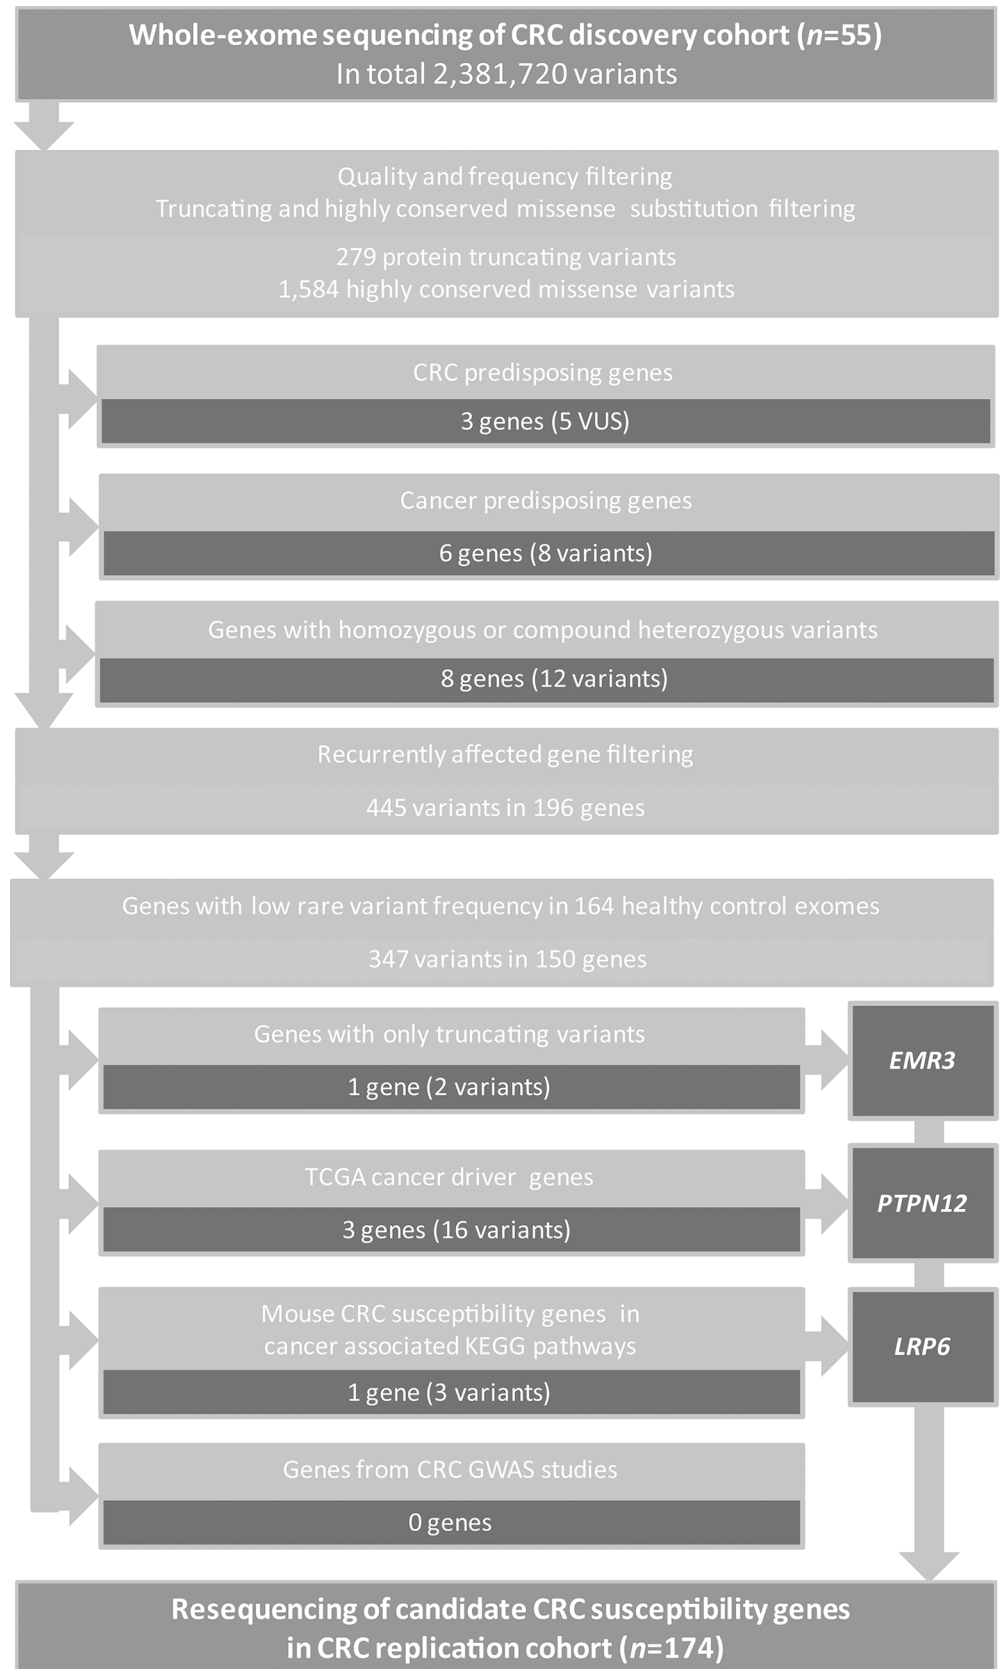 Whole-exome sequencing of CRC discovery cohort (n=55)
In total 2,381,720 variants
Quality and frequency filtering
Truncating and highly conserved missense substitution filtering
279 protein truncating variants
1,584 highly conserved missense variants
CRC predisposing genes
3 genes (5 VUS)
Cancer predisposing genes
6 genes (8 variants)
Genes with homozygous or compound heterozygous variants
8 genes (12 variants)
Recurrently affected gene filtering
445 variants in 196 genes
Genes with low rare variant frequency in 164 healthy control exomes
347 variants in 150 genes
Genes with only truncating variants
1 gene (2 variants)
EMR3
TCGA cancer driver genes
3 genes (16 variants)
PTPN12
Mouse CRC susceptibility genes in
cancer associated KEGG pathways
1 gene (3 variants)
LRP6
Genes from CRC GWAS studies
0 genes
Resequencing of candidate CRC susceptibility genes
in CRC replication cohort (n=174)